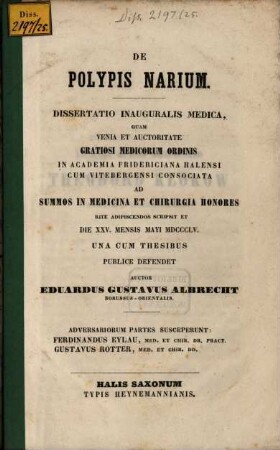 Diss.
2197/25.
Diss. 2197/25.
DE
POLYPIS NARIUM.
DISSERTATIO INAUGURALIS MEDICA,
QUAM
VENIA ET AUCTORITATE
GRATIOSI MEDICORUM ORDINIS
IN ACADEMIA FRIDERICIANA HALENSI
CUM VITEBERGENSI CONSOCIATA
AD
SUMMOS IN MEDICINA ET CHIRURGIA HONORES
RITE ADIPISCENDOS SCRIPSIT ET
DIE XXV. MENSIS MAYI MDCCCLV.
UNA CUM THESIBUS
PUBLICE DEFENDET
AUCTOR
EDUARDUS GUSTAVUS ALBRECHT
BORUSSUS-ORIENTALIS.
ADVERSARIORUM PARTES SUSCEPERUNT:
FERDINANDUS EYLAU, MED. ET CHIR. DR. PRACT.
GUSTAVUS ROTTER, MED. ET CHIR. DR.
HALIS SAXONUM
TYPIS HEYNEMANNIANIS.